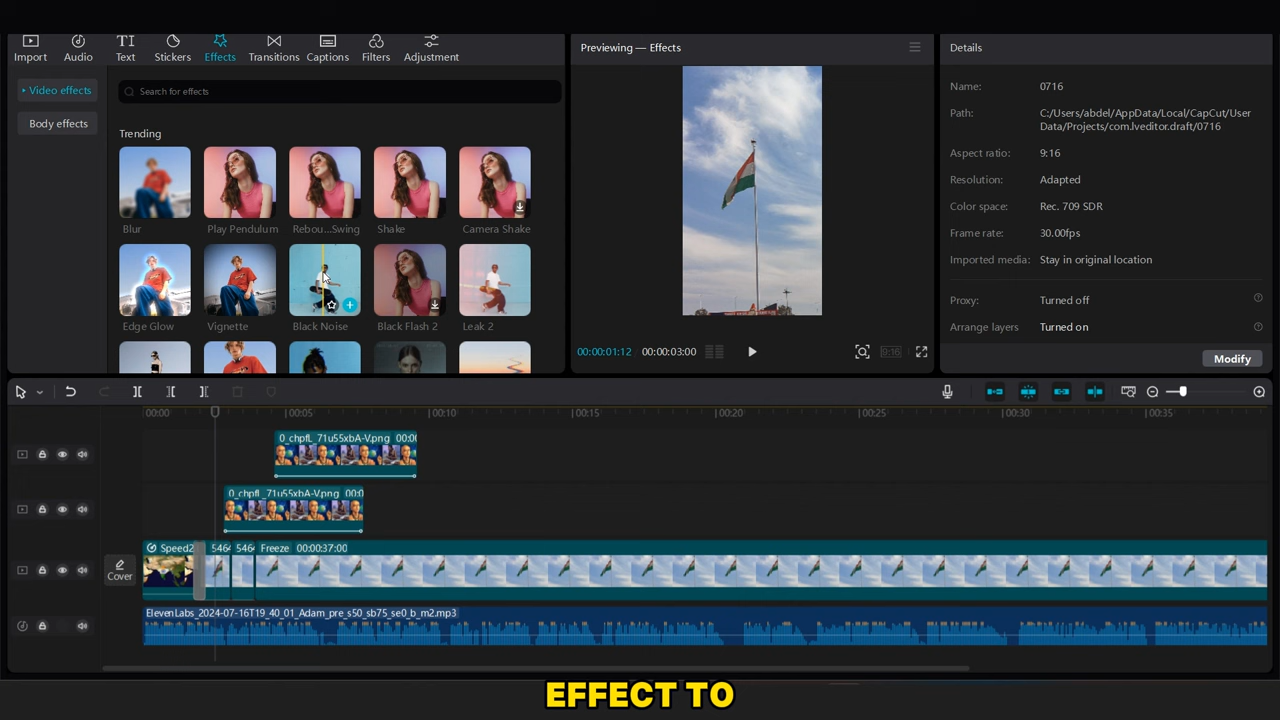 Import
Audio
Text
Stickers
Effects
Transitions
Captions
Filters
Adjustment
Video effects
Body effects
Search for effects
Trending
Blur
Play Pendulum
Rebou...Swing
Shake
Camera Shake
Edge Glow
Vignette
Black Noise
Black Flash 2
Leak 2
Previewing — Effects
00:00:01:12 00:00:03:00
9:16
Details
Name: 0716
Path: C:/Users/abdel/AppData/Local/CapCut/User
Data/Projects/com.lveditor.draft/0716
Aspect ratio: 9:16
Resolution: Adapted
Color space: Rec. 709 SDR
Frame rate: 30.00fps
Imported media: Stay in original location
Proxy: Turned off
Arrange layers Turned on
Modify
00:00 00:05 00:10 00:15 00:20 00:25 00:30 00:35
0_chpfL_71u55xbA-V.png 00:00
0_chpfL_71u55xbA-V.png 00:0
Cover
Speed2 5464 5464 Freeze 00:00:37:00
ElevenLabs_2024-07-16T19_40_01_Adam_pre_s50_sb75_se0_b_m2.mp3
EFFECT TO